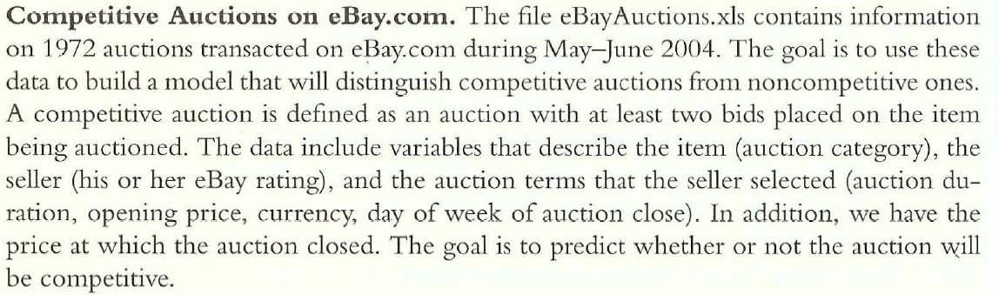 Competitive Auctions on eBay.com. The file eBayAuctions.xls contains information
on 1972 auctions transacted on eBay.com during May–June 2004. The goal is to use these
data to build a model that will distinguish competitive auctions from noncompetitive ones.
A competitive auction is defined as an auction with at least two bids placed on the item
being auctioned. The data include variables that describe the item (auction category), the
seller (his or her eBay rating), and the auction terms that the seller selected (auction du-
ration, opening price, currency, day of week of auction close). In addition, we have the
price at which the auction closed. The goal is to predict whether or not the auction will
be competitive.